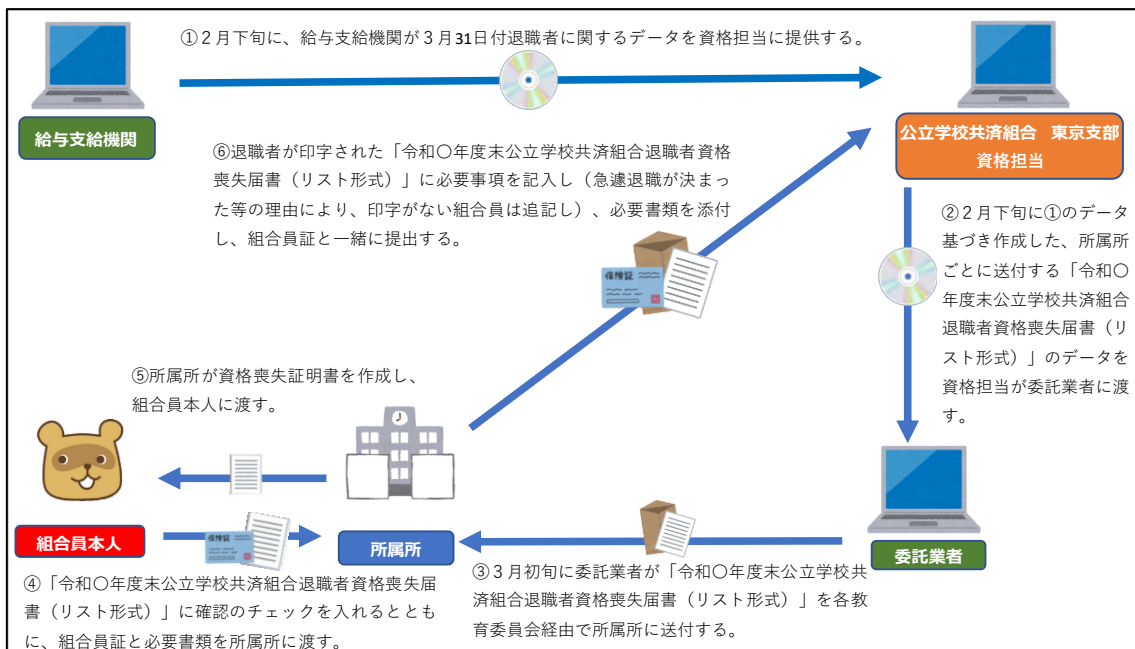 ①２月下旬に、給与支給機関が３月31日付退職者に関するデータを資格担当に提供する。
給与支給機関
公立学校共済組合　東京支部
資格担当
⑥退職者が印字された「令和〇年度末公立学校共済組合退職者資格
喪失届書（リスト形式）」に必要事項を記入し（急遽退職が決まっ
た等の理由により、印字がない組合員は追記し）、必要書類を添付
し、組合員証と一緒に提出する。
②２月下旬に①のデータ
基づき作成した、所属所
ごとに送付する「令和〇
年度末公立学校共済組合
退職者資格喪失届書（リ
スト形式）」のデータを
資格担当が委託業者に渡
す。
保険証
⑤所属所が資格喪失証明書を作成し、
組合員本人に渡す。
組合員本人
保険証
所属所
委託業者
④「令和〇年度末公立学校共済組合退職者資格喪失届
書（リスト形式）」に確認のチェックを入れるととも
に、組合員証と必要書類を所属所に渡す。
③３月初旬に委託業者が「令和〇年度末公立学校共
済組合退職者資格喪失届書（リスト形式）」を各教
育委員会経由で所属所に送付する。